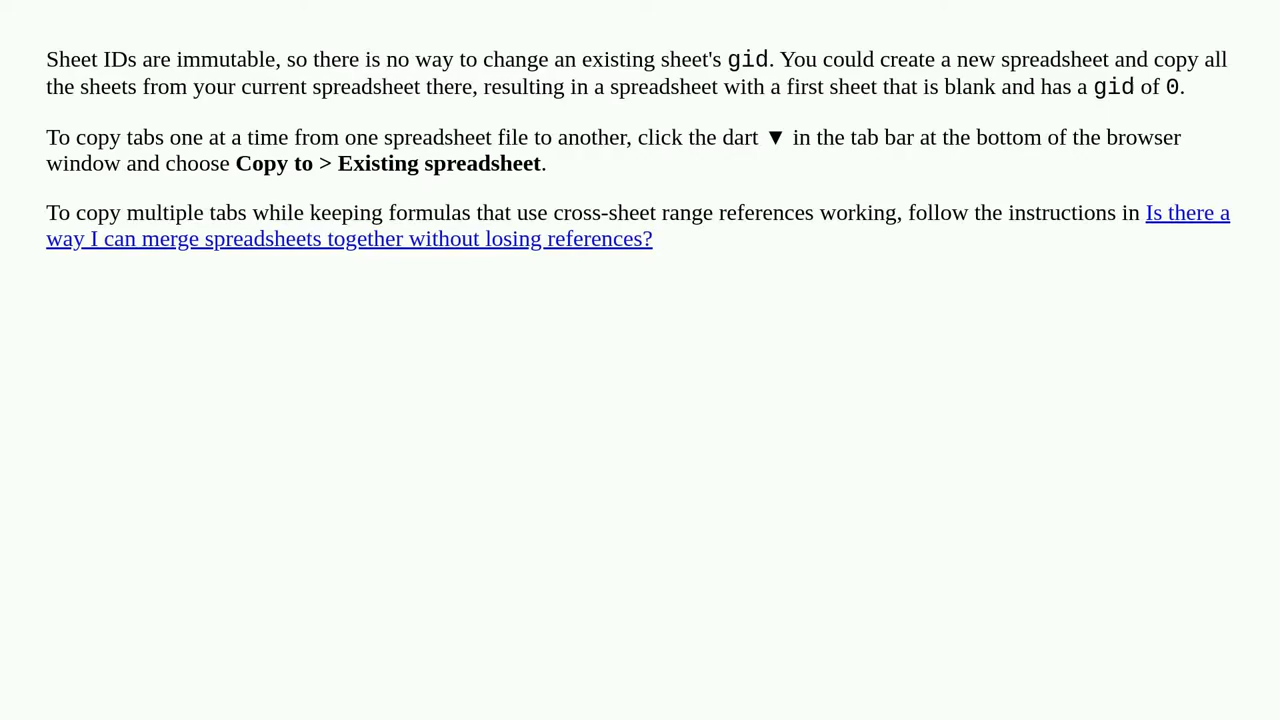 Sheet IDs are immutable, so there is no way to change an existing sheet's gid. You could create a new spreadsheet and copy all
the sheets from your current spreadsheet there, resulting in a spreadsheet with a first sheet that is blank and has a gid of 0.
To copy tabs one at a time from one spreadsheet file to another, click the dart ▼ in the tab bar at the bottom of the browser
window and choose Copy to > Existing spreadsheet.
To copy multiple tabs while keeping formulas that use cross-sheet range references working, follow the instructions in Is there a
way I can merge spreadsheets together without losing references?